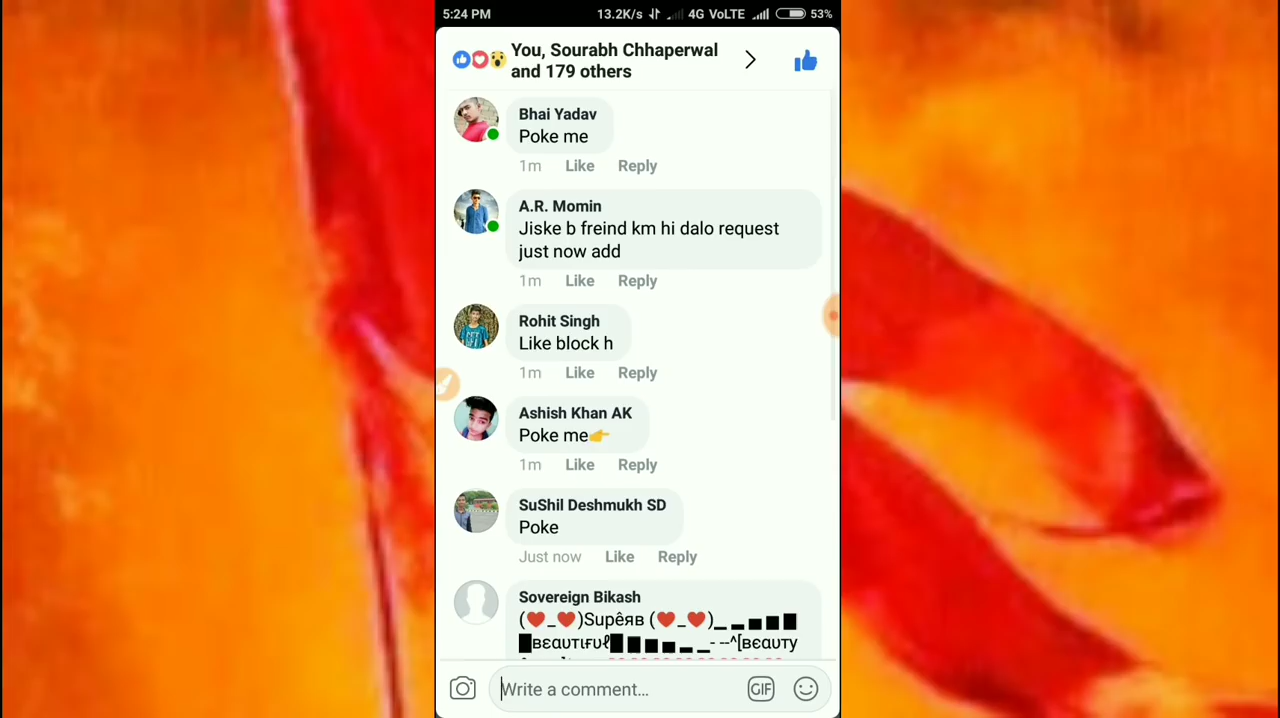 5:24 PM 13.2K/s 4G VoLTE 53%
You, Sourabh Chhaperwal
and 179 others
Bhai Yadav
Poke me
1m Like Reply
A.R. Momin
Jiske b freind km hi dalo request
just now add
1m Like Reply
Rohit Singh
Like block h
1m Like Reply
Ashish Khan AK
Poke me👉
1m Like Reply
SuShil Deshmukh SD
Poke
Just now Like Reply
Sovereign Bikash
(❤_❤)Supêяв (❤_❤)▁ ▂ ▄ ▅ ▆
▇вєαυтιƒυℓ▇ ▆ ▅ ▄ ▂ ▁- --^[вєαυту
Write a comment... GIF